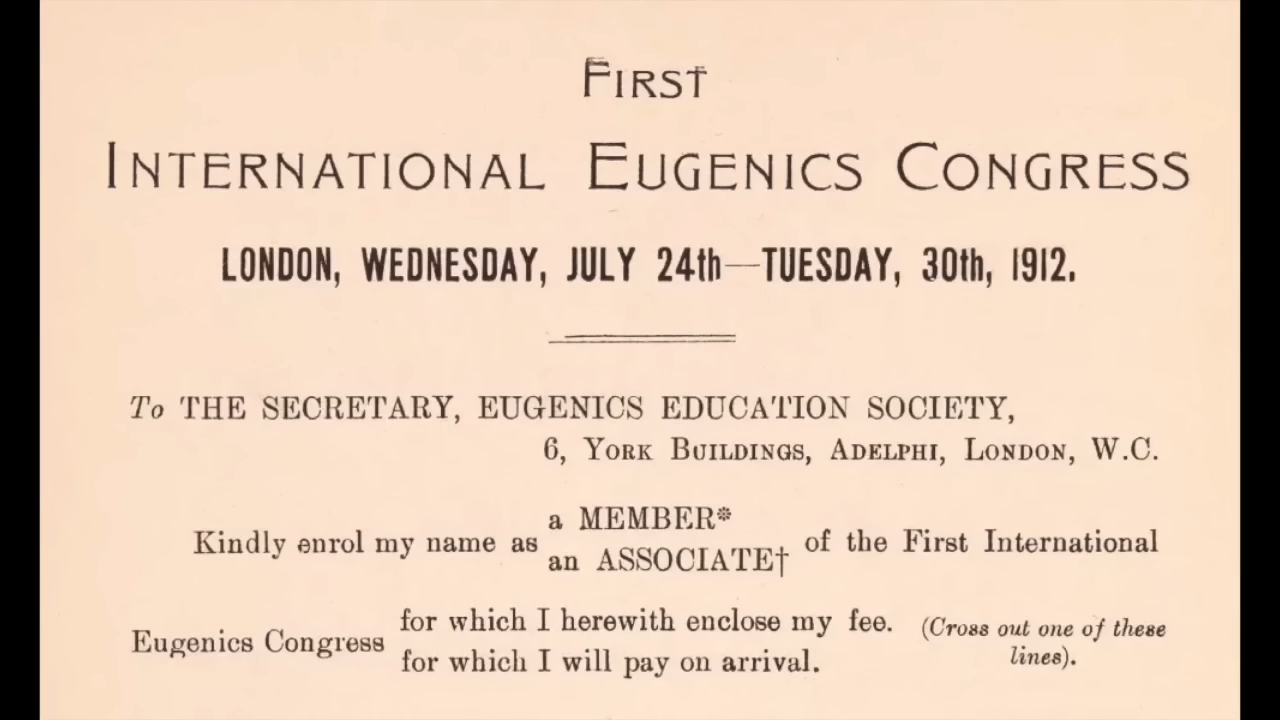 FIRST
INTERNATIONAL EUGENICS CONGRESS
LONDON, WEDNESDAY, JULY 24th—TUESDAY, 30th, 1912.
To THE SECRETARY, EUGENICS EDUCATION SOCIETY,
6, YORK BUILDINGS, ADELPHI, LONDON, W.C.
a MEMBER*
Kindly enrol my name as of the First International
an ASSOCIATE†
for which I herewith enclose my fee. (Cross out one of these
Eugenics Congress
for which I will pay on arrival. lines).